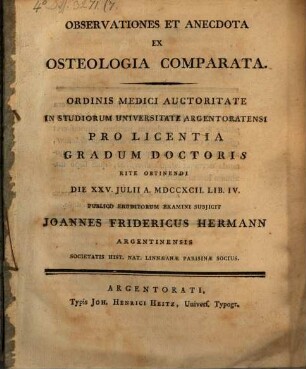 OBSERVATIONES ET ANECDOTA
EX
OSTEOLOGIA COMPARATA.
ORDINIS MEDICI AUCTORITATE
IN STUDIORUM UNIVERSITATE ARGENTORATENSI
PRO LICENTIA
GRADUM DOCTORIS
RITE OBTINENDI
DIE XXV. JULII A. MDCCXCII. LIB. IV.
PUBLICO ERUDITORUM EXAMINI SUBJICIT
JOANNES FRIDERICUS HERMANN
ARGENTINENSIS
SOCIETATIS HIST. NAT. LINNÆANÆ PARISINÆ SOCIUS.
ARGENTORATI,
Typis JOH. HENRICI HEITZ, Univers. Typogr.